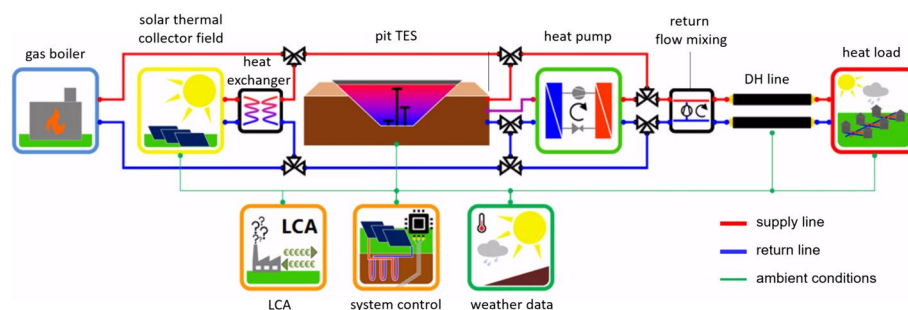 solar thermal
collector field
gas boiler
heat
exchanger
pit TES
heat pump
return
flow mixing
DH line
heat load
??
??
?
LCA
€€€€€
€€€€€
LCA
system control
weather data
supply line
return line
ambient conditions